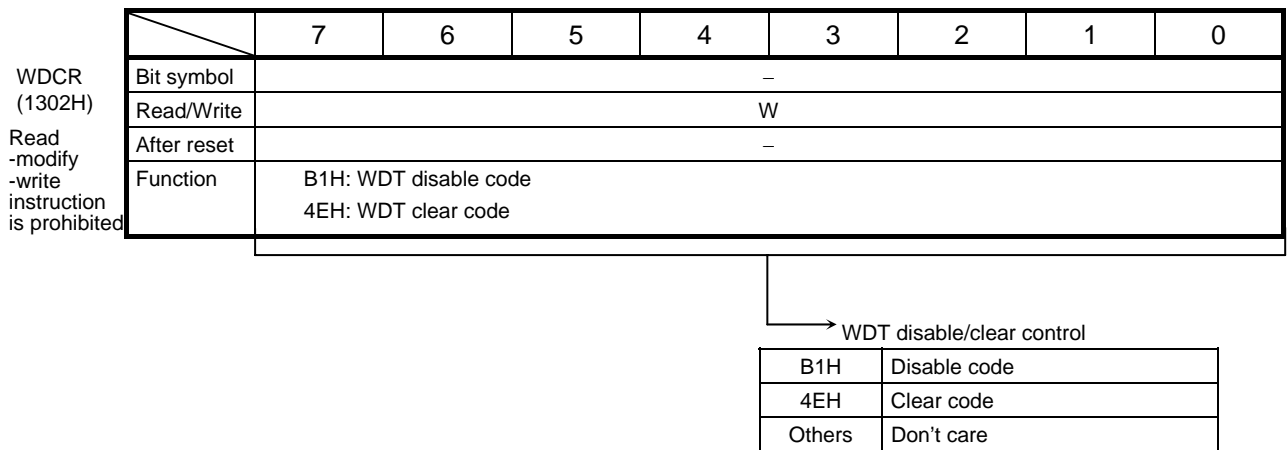 7 6 5 4 3 2 1 0
WDCR
(1302H)
Read
-modify
-write
instruction
is prohibited
Bit symbol –
Read/Write W
After reset –
Function B1H: WDT disable code
4EH: WDT clear code
WDT disable/clear control
B1H Disable code
4EH Clear code
Others Don't care